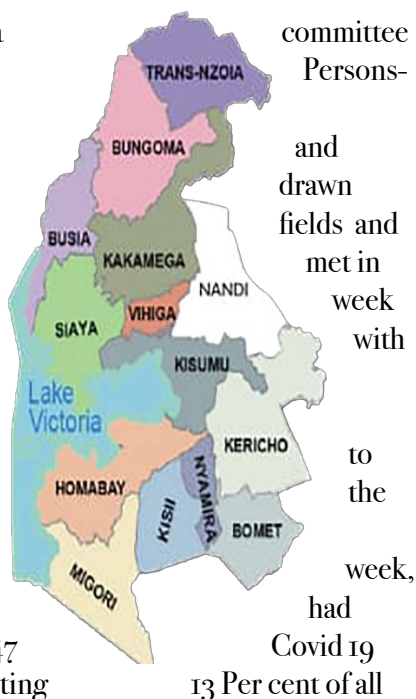 committee
Persons-
TRANS-NZOIA
BUNGOMA
and
drawn
fields and
BUSIA
KAKAMEGA
met in
NANDI
week
VIHIGA
SIAYA
with
KISUMU
Lake
Victoria
KERICHO
to
NYAMIRA
the
HOMABAY
KISII
BOMET
MIGORI
week,
had
47
Covid 19
ting
13 Per cent of all